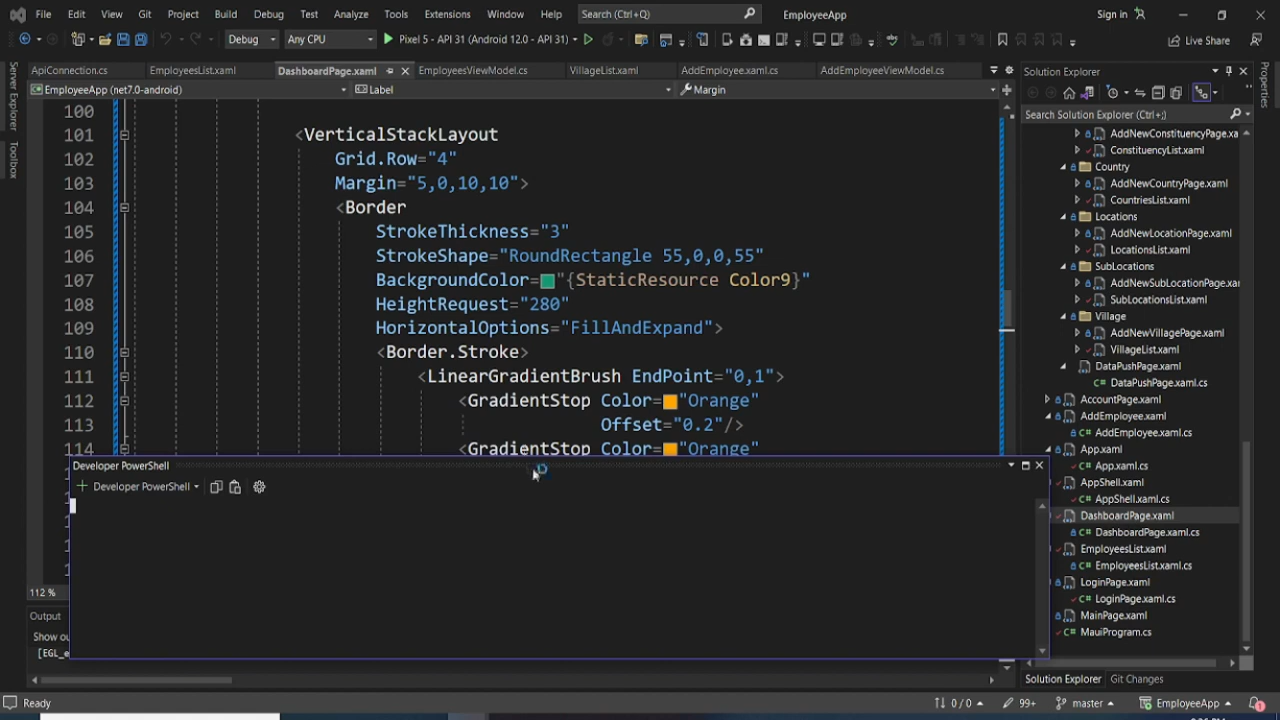 File Edit View Git Project Build Debug Test Analyze Tools Extensions Window Help Search (Ctrl+Q) EmployeeApp Sign in
Debug Any CPU Pixel 5 - API 31 (Android 12.0 - API 31) Live Share
ApiConnection.cs EmployeesList.xaml DashboardPage.xaml EmployeesViewModel.cs VillageList.xaml AddEmployee.xaml.cs AddEmployeeViewModel.cs
EmployeeApp (net7.0-android) Label Margin
Server Explorer
Toolbox
100
101 <VerticalStackLayout
102 Grid.Row="4"
103 Margin="5,0,10,10">
104 <Border
105 StrokeThickness="3"
106 StrokeShape="RoundRectangle 55,0,0,55"
107 BackgroundColor="{StaticResource Color9}"
108 HeightRequest="280"
109 HorizontalOptions="FillAndExpand">
110 <Border.Stroke>
111 <LinearGradientBrush EndPoint="0,1">
112 <GradientStop Color="Orange"
113 Offset="0.2"/>
114 <GradientStop Color="Orange"
Developer PowerShell
Developer PowerShell
112 %
Output
Show ou
[EGL_e
Solution Explorer
Search Solution Explorer (Ctrl+;)
AddNewConstituencyPage.xa
ConstituencyList.xaml
Country
AddNewCountryPage.xaml
CountriesList.xaml
Locations
AddNewLocationPage.xaml
LocationsList.xaml
SubLocations
AddNewSubLocationPage.xa
SubLocationsList.xaml
Village
AddNewVillagePage.xaml
VillageList.xaml
DataPushPage.xaml
DataPushPage.xaml.cs
AccountPage.xaml
AddEmployee.xaml
AddEmployee.xaml.cs
App.xaml
App.xaml.cs
AppShell.xaml
AppShell.xaml.cs
DashboardPage.xaml
DashboardPage.xaml.cs
EmployeesList.xaml
EmployeesList.xaml.cs
LoginPage.xaml
LoginPage.xaml.cs
MainPage.xaml
MauiProgram.cs
Solution Explorer Git Changes
Properties
Ready 0 / 0 99+ master EmployeeApp 1